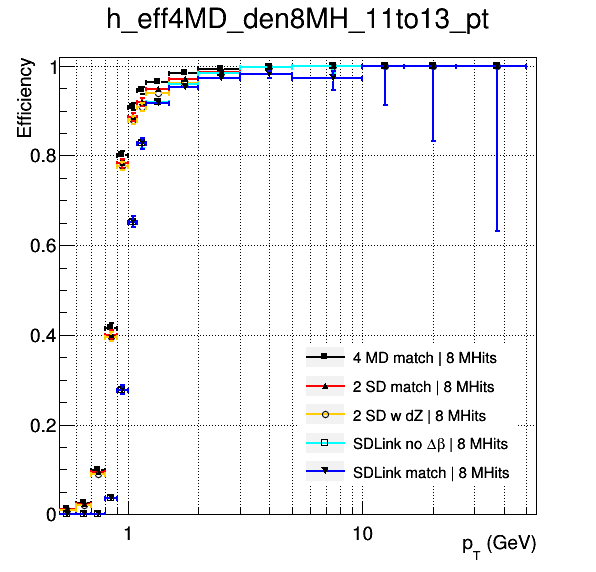 h_eff4MD_den8MH_11to13_pt
Efficiency
1
0.8
0.6
0.4
0.2
0
4 MD match | 8 MHits
2 SD match | 8 MHits
2 SD w dZ | 8 MHits
SDLink no Δβ | 8 MHits
SDLink match | 8 MHits
1
10
p_T (GeV)